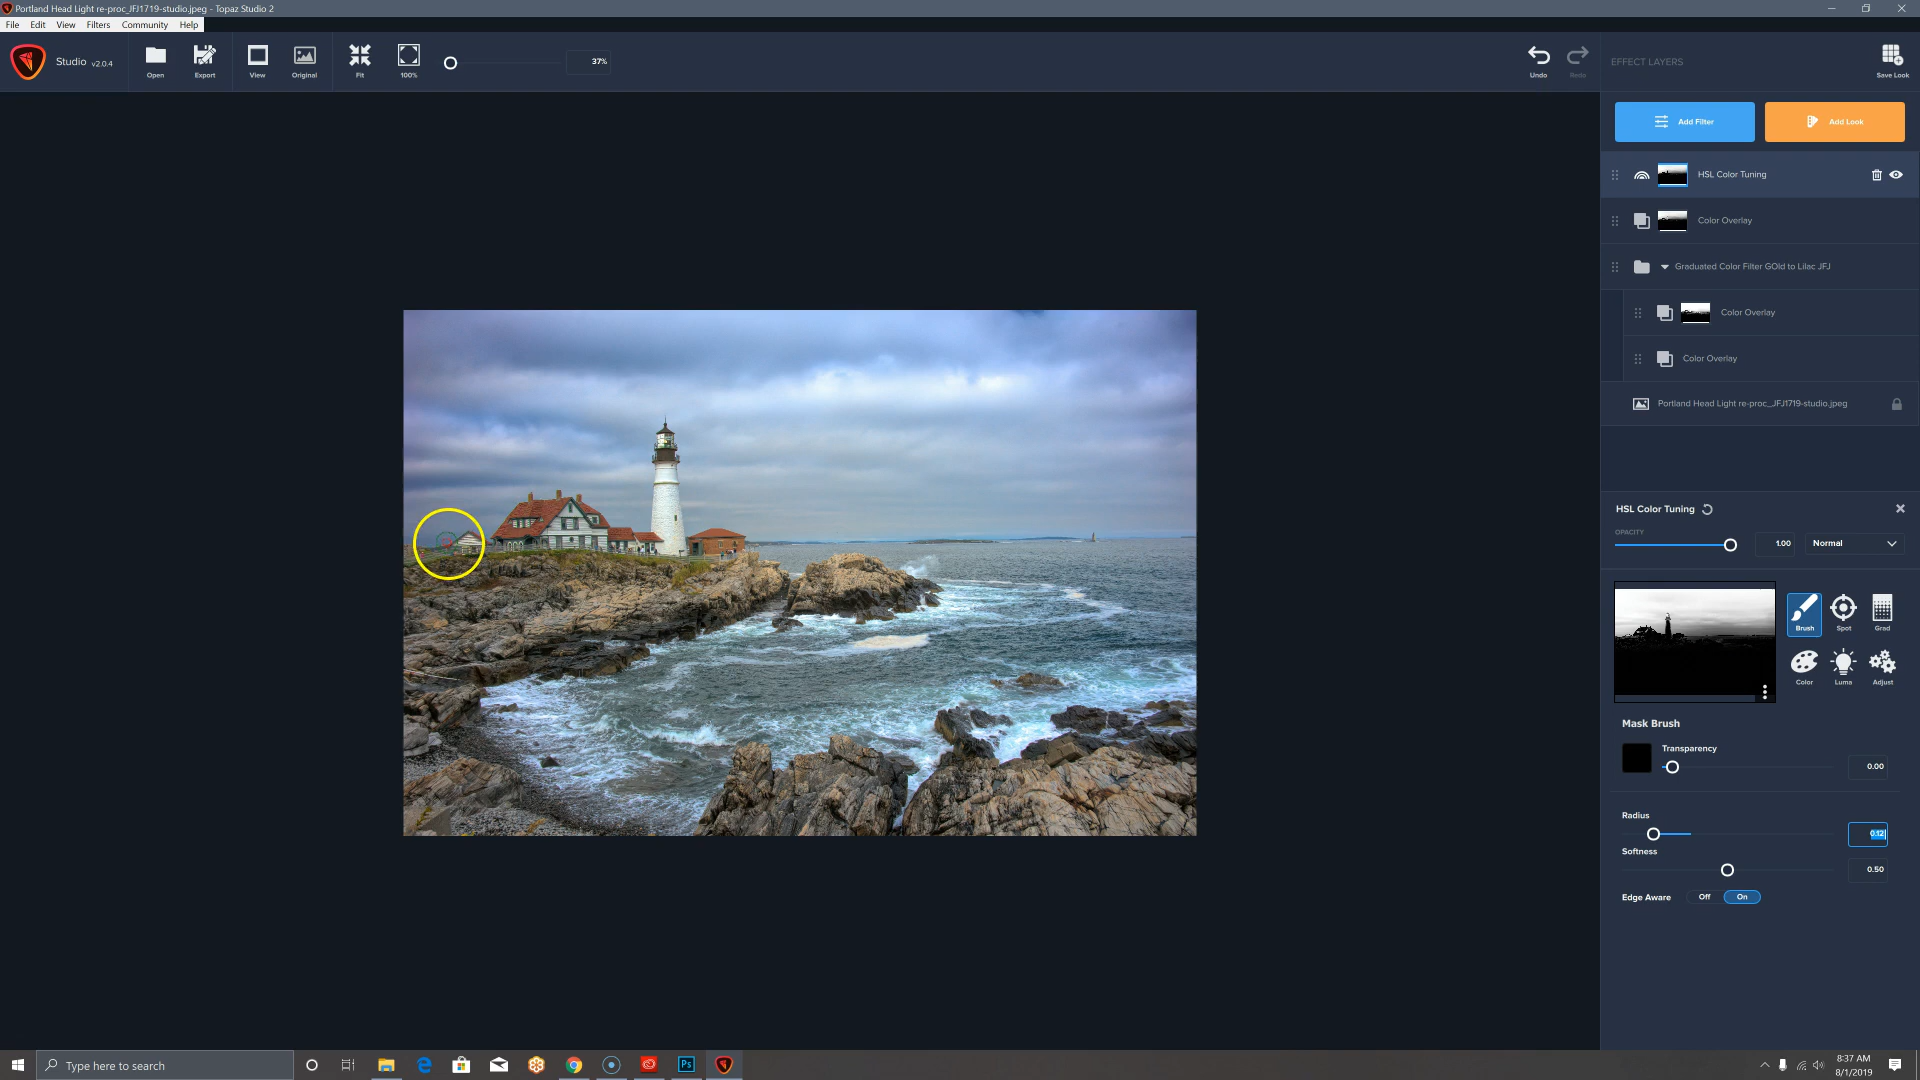 Portland Head Light re-proc_JFJ1719-studio.jpeg - Topaz Studio 2
File Edit View Filters Community Help
Studio v2.0.4
Open
Export
View
Original
Fit
100%
37%
Undo
Redo
EFFECT LAYERS
Save Look
Add Filter
Add Look
HSL Color Tuning
Color Overlay
Graduated Color Filter GOld to Lilac JFJ
Color Overlay
Color Overlay
Portland Head Light re-proc_JFJ1719-studio.jpeg
HSL Color Tuning
OPACITY
1.00
Normal
Brush
Spot
Grad
Color
Luma
Adjust
Mask Brush
Transparency
0.00
Radius
0.12
Softness
0.50
Edge Aware Off On
Type here to search
Ps
8:37 AM
8/1/2019